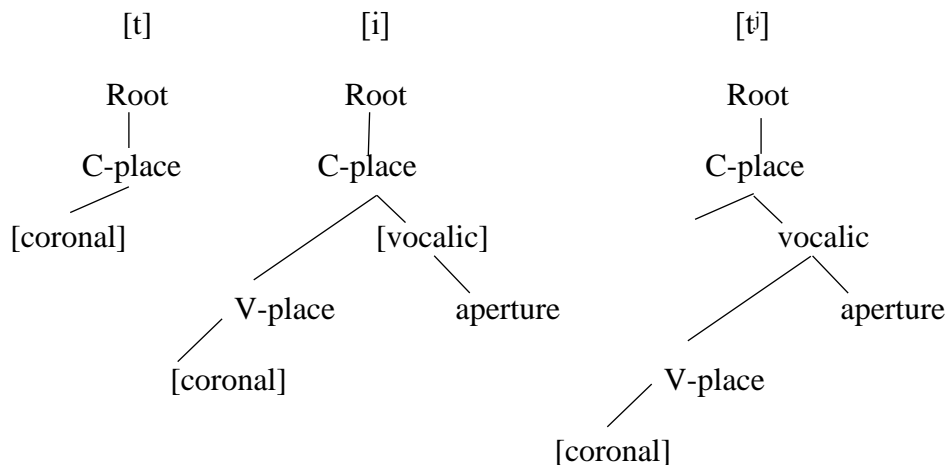 [t] [i] [tʲ]
Root Root Root
C-place C-place C-place
[coronal] [vocalic] vocalic
V-place aperture aperture
[coronal] V-place
[coronal]